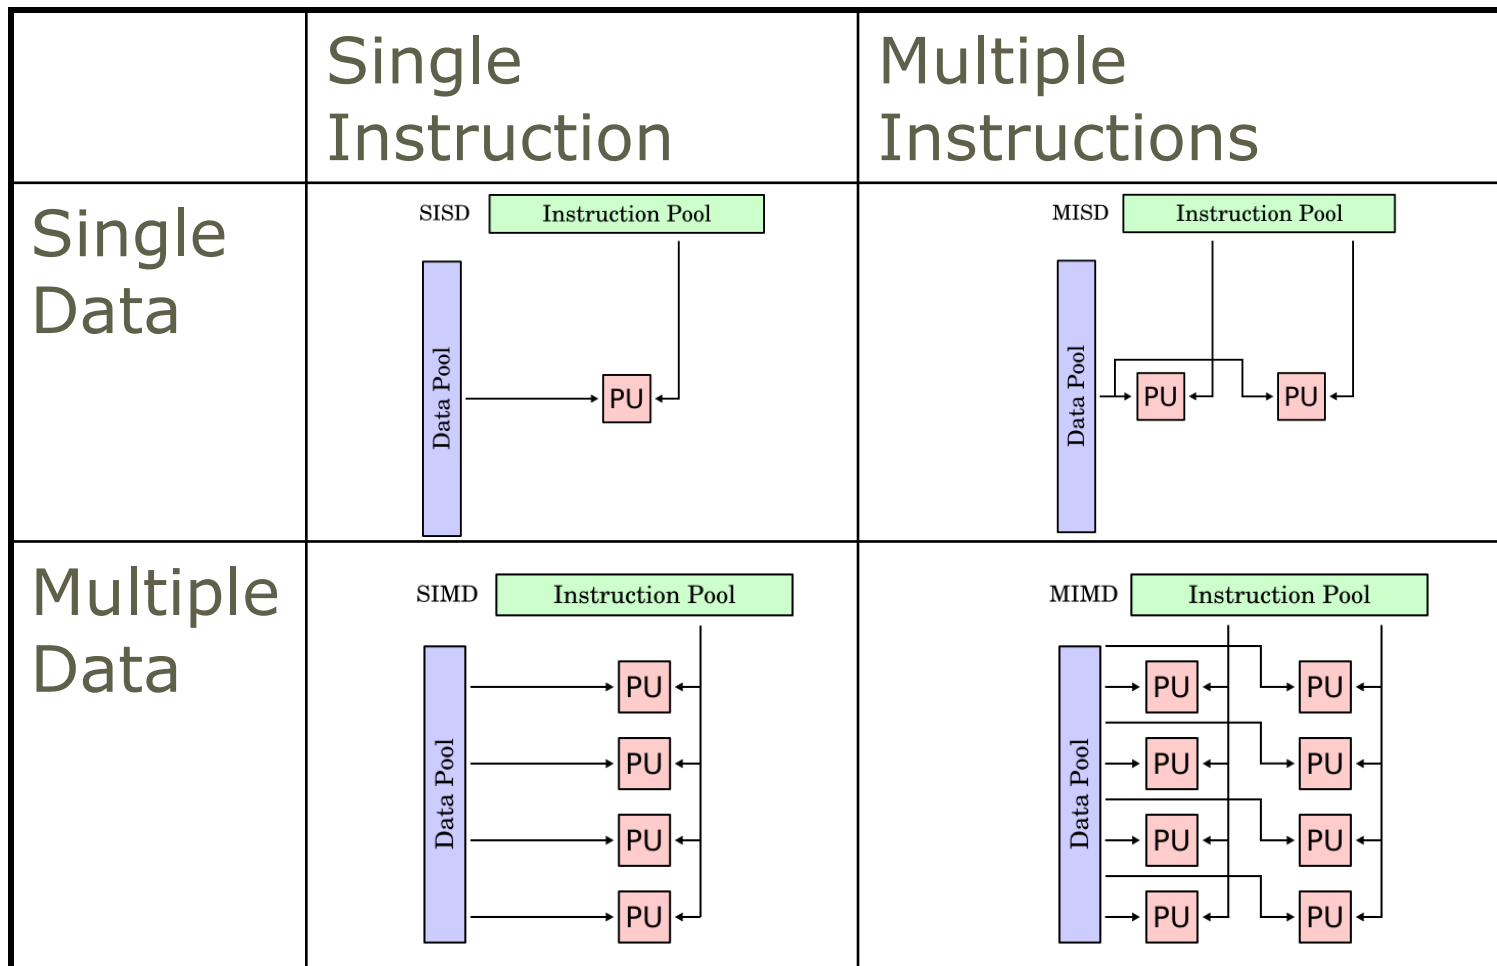 Single
Instruction
Multiple
Instructions
Single
Data
SISD Instruction Pool
Data Pool
PU
MISD Instruction Pool
Data Pool
PU PU
Multiple
Data
SIMD Instruction Pool
Data Pool
PU
PU
PU
PU
MIMD Instruction Pool
Data Pool
PU PU
PU PU
PU PU
PU PU